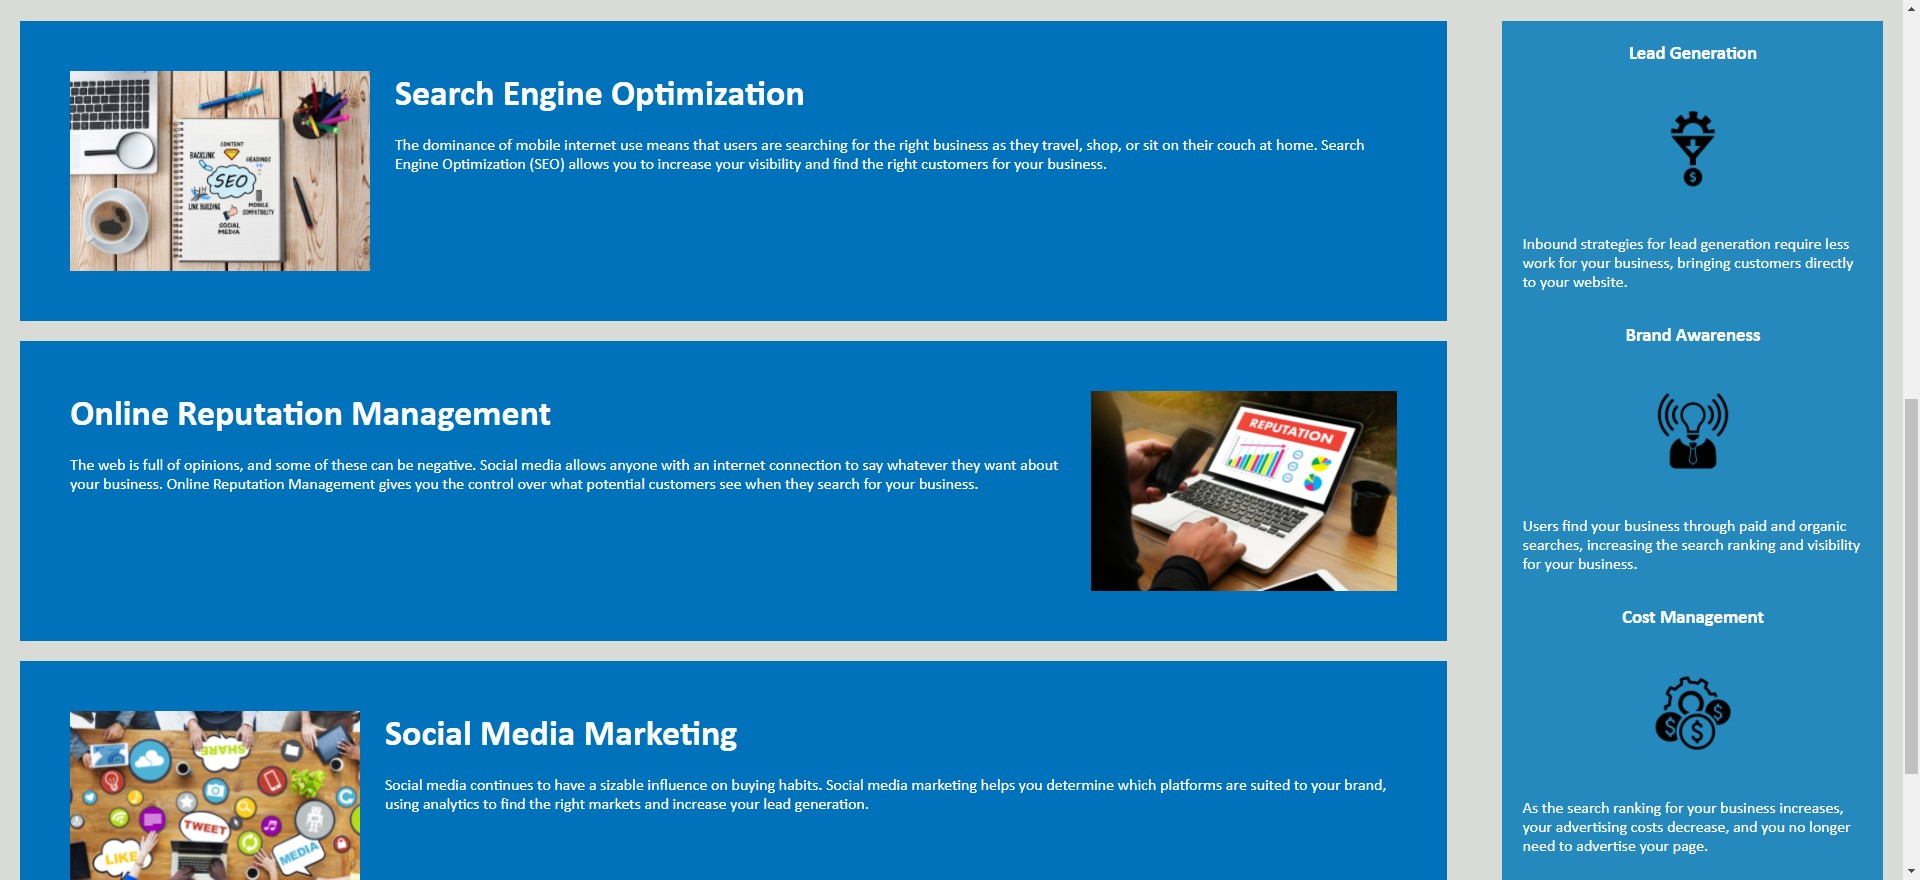 Search Engine Optimization
The dominance of mobile internet use means that users are searching for the right business as they travel, shop, or sit on their couch at home. Search
Engine Optimization (SEO) allows you to increase your visibility and find the right customers for your business.
CONTENT
BACKLINK
HEADINGS
SEO
LINK BUILDING
MOBILE
COMPATIBILITY
SOCIAL
MEDIA
Online Reputation Management
The web is full of opinions, and some of these can be negative. Social media allows anyone with an internet connection to say whatever they want about
your business. Online Reputation Management gives you the control over what potential customers see when they search for your business.
REPUTATION
Social Media Marketing
Social media continues to have a sizable influence on buying habits. Social media marketing helps you determine which platforms are suited to your brand,
using analytics to find the right markets and increase your lead generation.
SHARE
TWEET
LIKE
MEDIA
Lead Generation
$
Inbound strategies for lead generation require less
work for your business, bringing customers directly
to your website.
Brand Awareness
Users find your business through paid and organic
searches, increasing the search ranking and visibility
for your business.
Cost Management
$ $ $
As the search ranking for your business increases,
your advertising costs decrease, and you no longer
need to advertise your page.